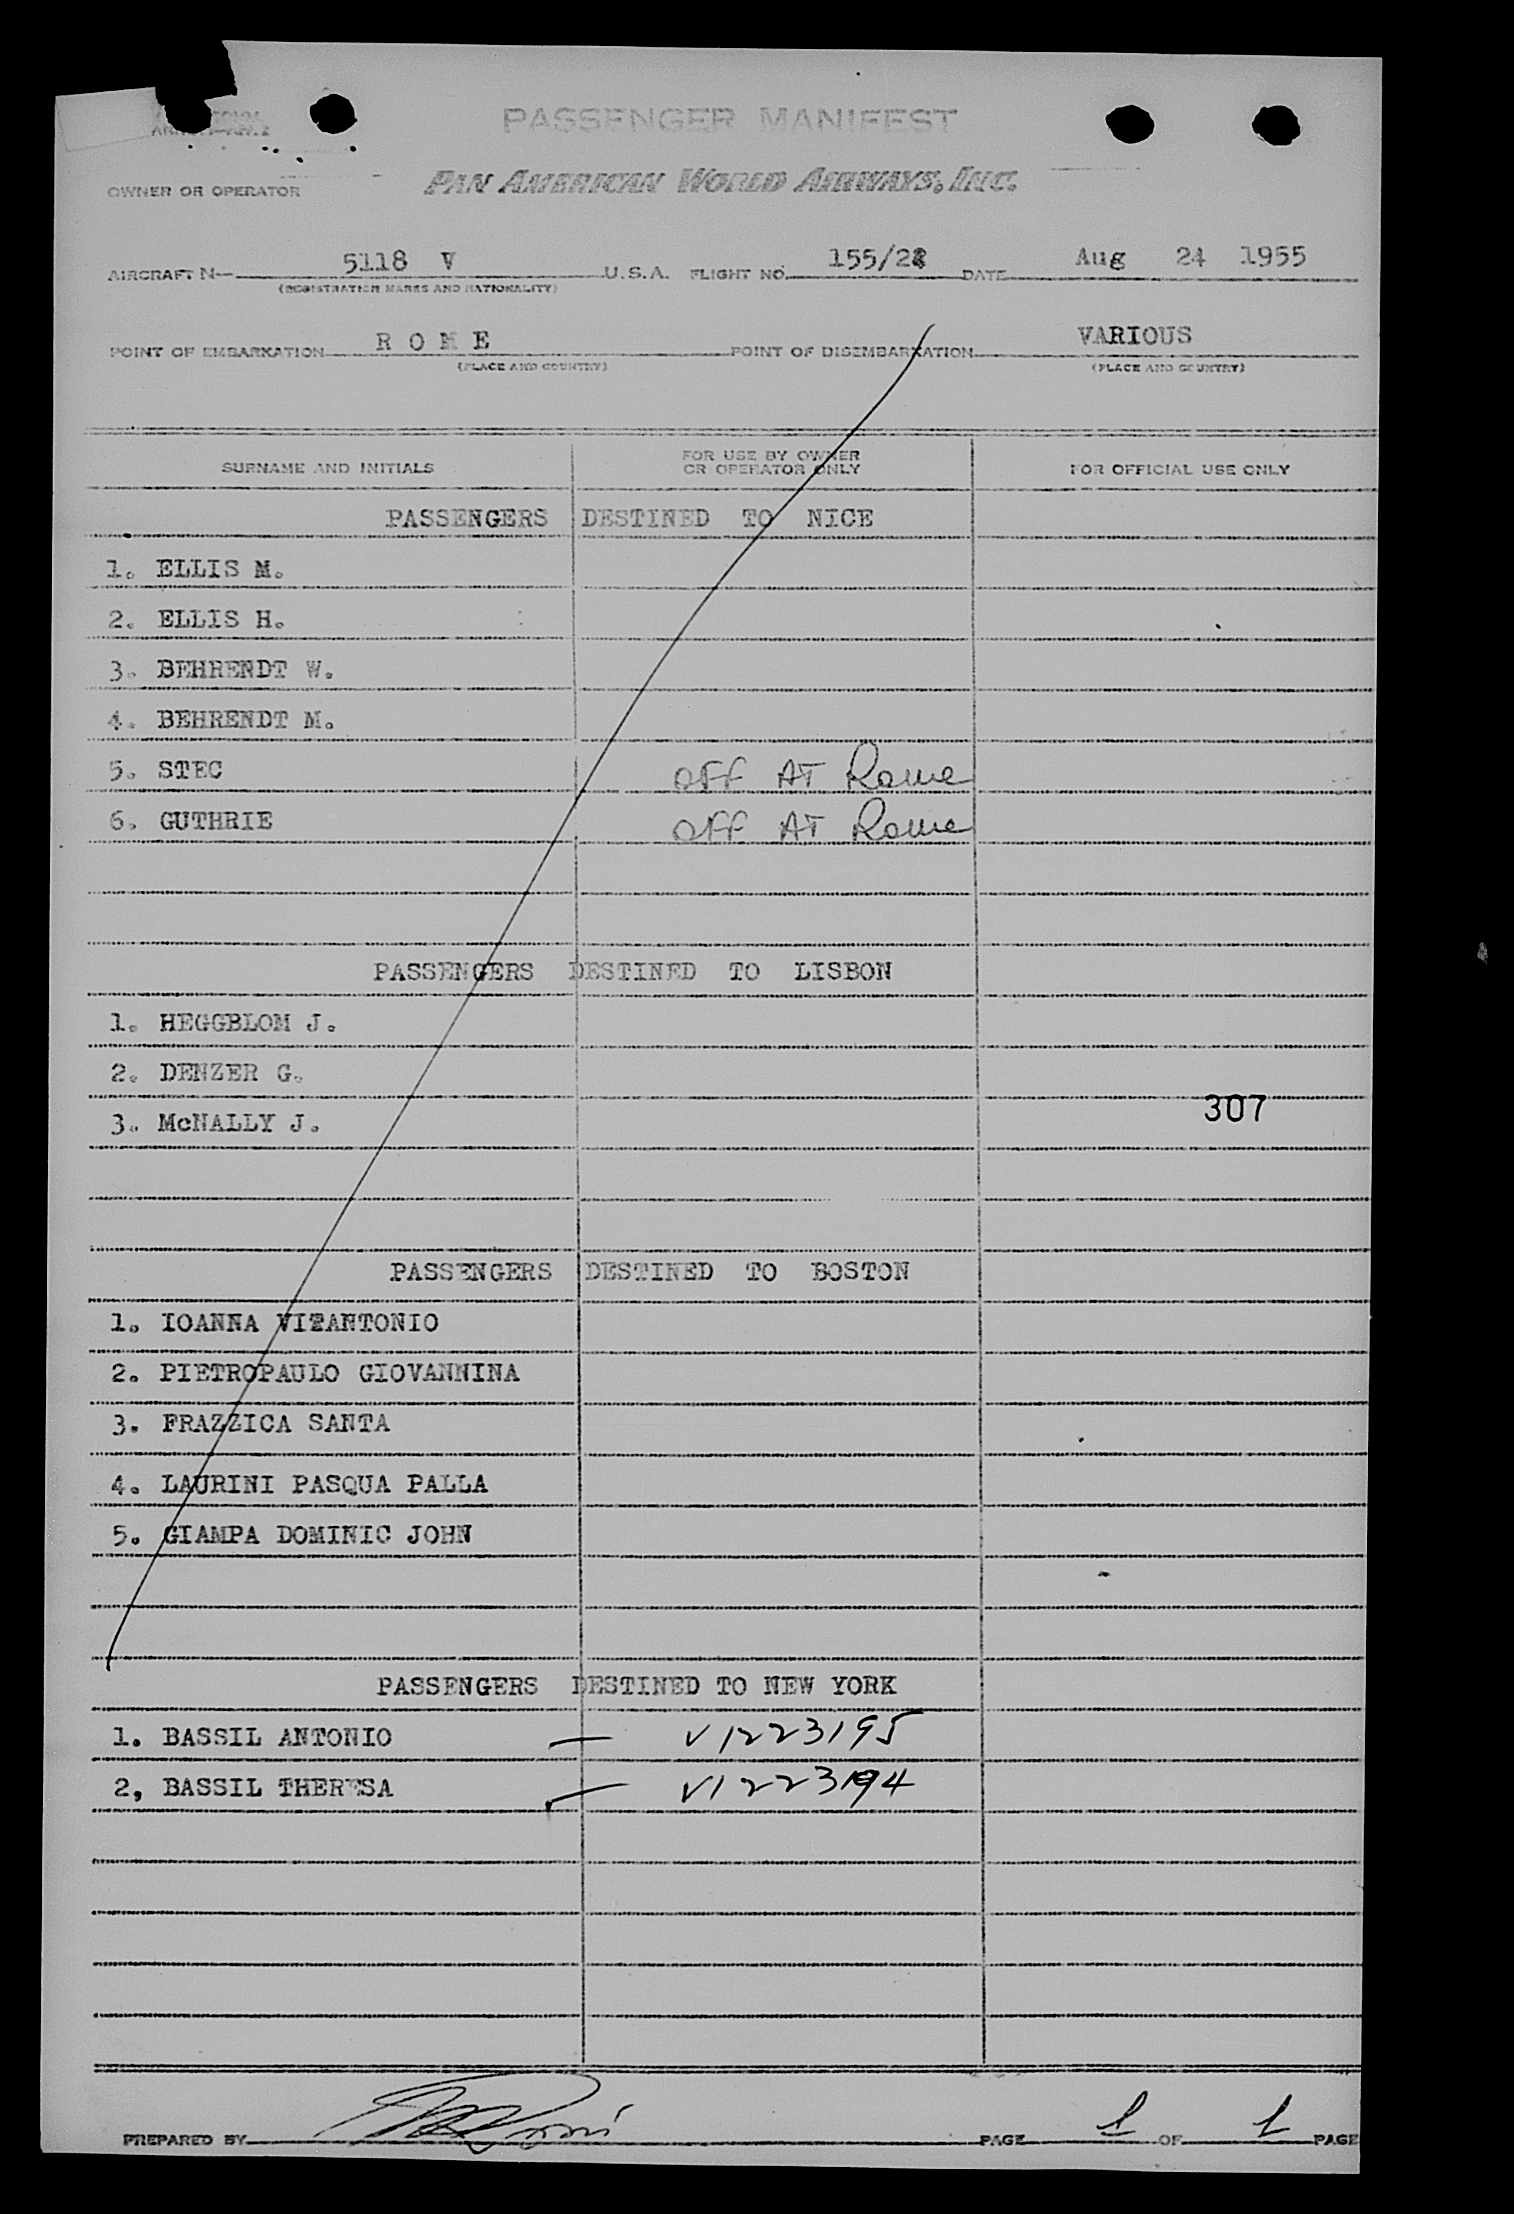 PASSENGER MANIFEST
OWNER OR OPERATOR PAN AMERICAN WORLD AIRWAYS, INC.
AIRCRAFT N— 5118 V U.S.A. FLIGHT NO. 155/22 DATE Aug 24 1955
(REGISTRATION MARKS AND NATIONALITY)
POINT OF EMBARKATION R O M E POINT OF DISEMBARKATION VARIOUS
(PLACE AND COUNTRY) (PLACE AND COUNTRY)
SURNAME AND INITIALS FOR USE BY OWNER OR OPERATOR ONLY FOR OFFICIAL USE ONLY
PASSENGERS DESTINED TO NICE
1. ELLIS M.
2. ELLIS H.
3. BEHRENDT W.
4. BEHRENDT M.
5. STEC OFF AT Rome
6. GUTHRIE OFF AT Rome
PASSENGERS DESTINED TO LISBON
1. HEGGBLOM J.
2. DENZER G.
3. McNALLY J.
307
PASSENGERS DESTINED TO BOSTON
1. IOANNA VITANTONIO
2. PIETROPAULO GIOVANNINA
3. FRAZZICA SANTA
4. LAURINI PASQUA PALLA
5. GIAMPA DOMINIC JOHN
PASSENGERS DESTINED TO NEW YORK
1. BASSIL ANTONIO — V1223195
2, BASSIL THERESA — V1223194
PREPARED BY PAGE 1 OF 1 PAGE